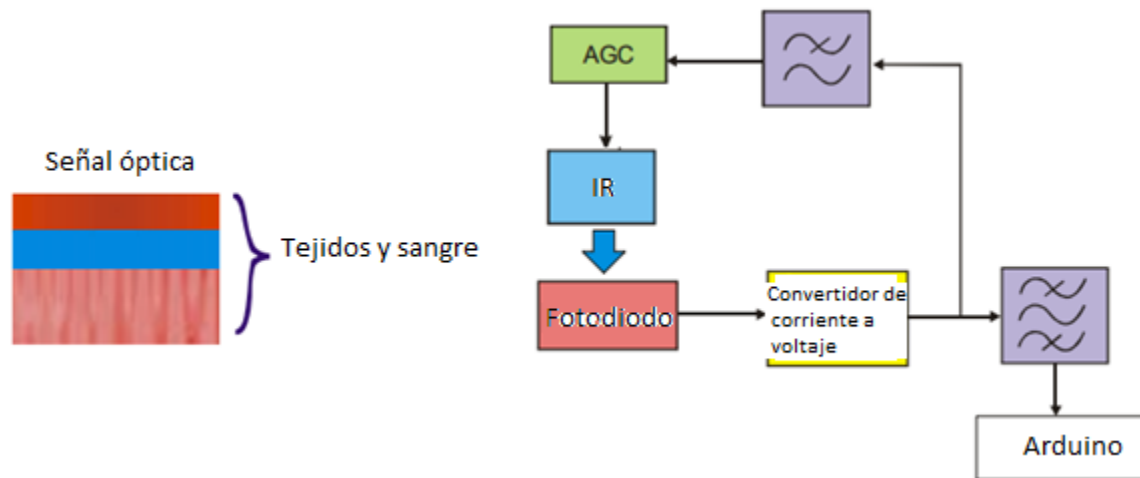 Señal óptica
Tejidos y sangre
AGC
IR
Fotodiodo
Convertidor de
corriente a
voltaje
Arduino